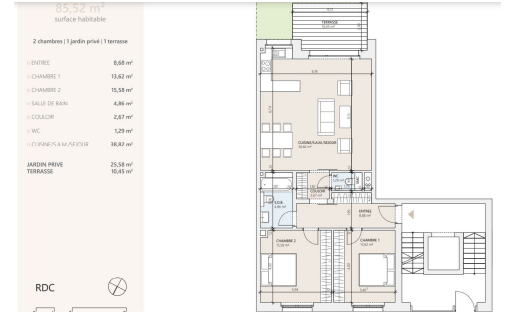 85,52 m²
surface habitable
2 chambres | 1 jardin privé | 1 terrasse
ENTREE 8,68 m²
CHAMBRE 1 13,62 m²
CHAMBRE 2 15,58 m²
SALLE DE BAIN 4,86 m²
COULOIR 2,67 m²
WC 1,29 m²
CUISINE/S.A.M./SEJOUR 38,82 m²
JARDIN PRIVE 25,58 m²
TERRASSE 10,45 m²
RDC
TERRASSE
CUISINE/S.A.M./SEJOUR
WC
COULOIR
S.D.B.
ENTREE
CHAMBRE 2
CHAMBRE 1